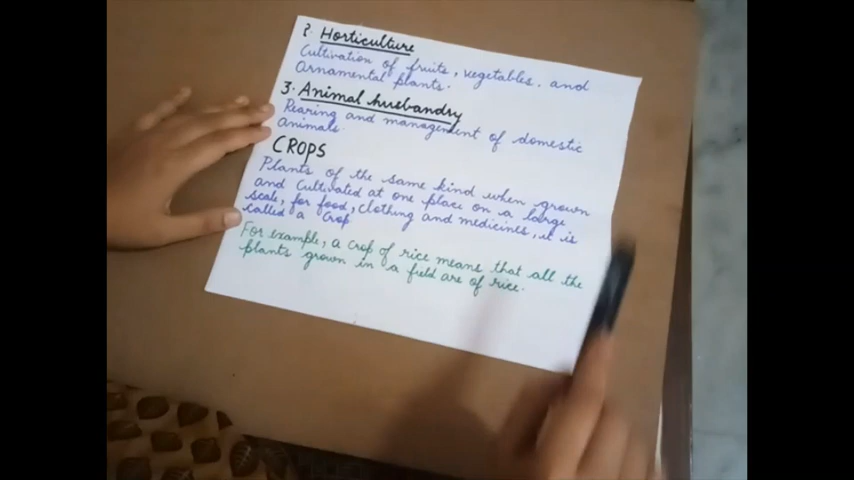 2. Horticulture
Cultivation of fruits, vegetables. and
Ornamental plants.
3. Animal husbandry
Rearing and management of domestic
animals.
CROPS
Plants of the same kind when grown
and Cultivated at one place on a large
scale, for food, clothing and medicines, it is
called a Crop
For example, a crop of rice means that all the
plants grown in a field are of rice.